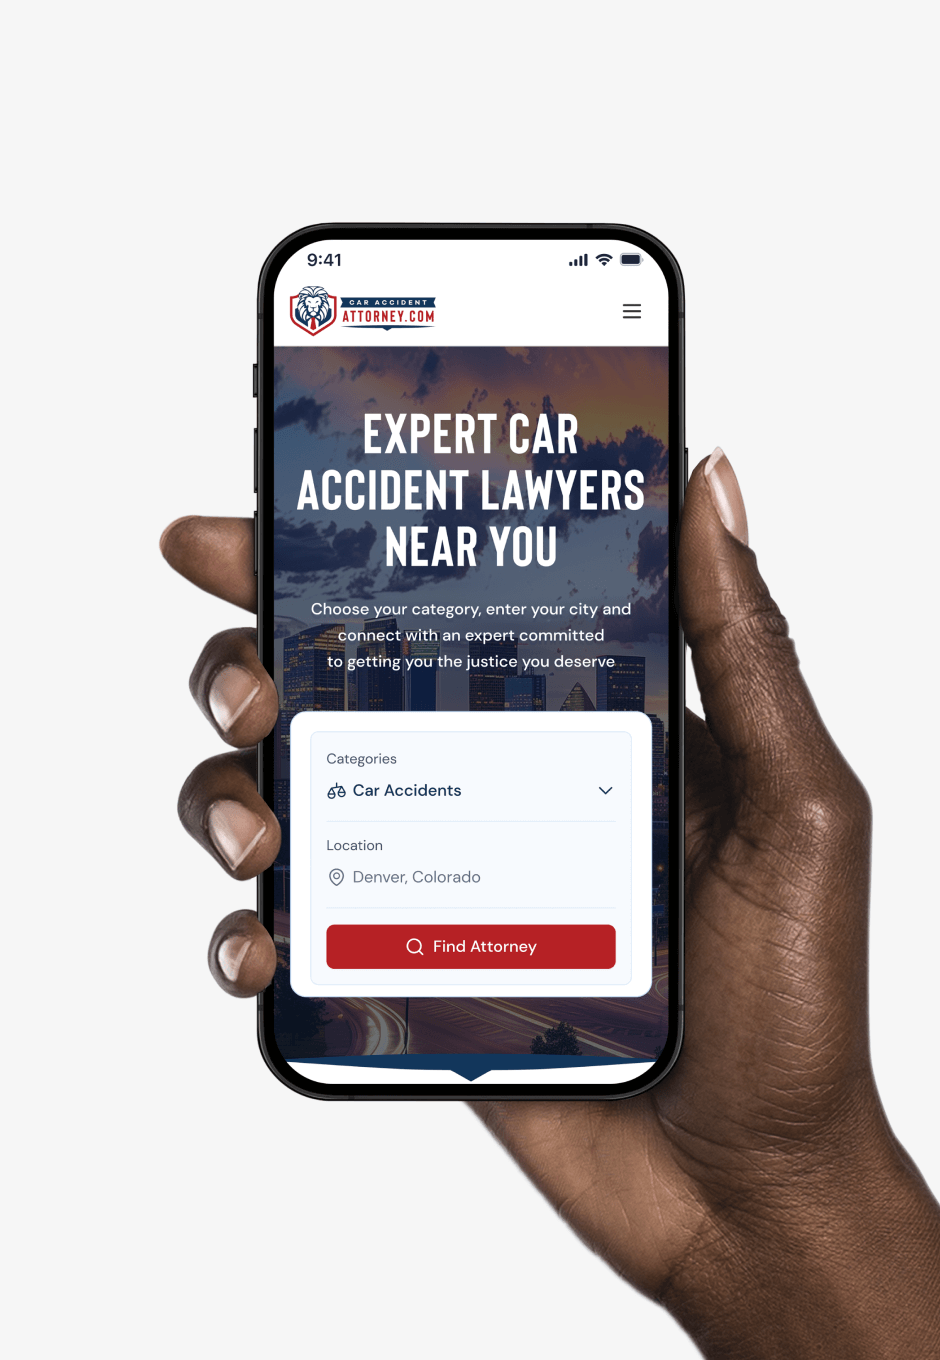 9:41
CAR ACCIDENT
ATTORNEY.COM
EXPERT CAR
ACCIDENT LAWYERS
NEAR YOU
Choose your category, enter your city and
connect with an expert committed
to getting you the justice you deserve
Categories
Car Accidents
Location
Denver, Colorado
Find Attorney